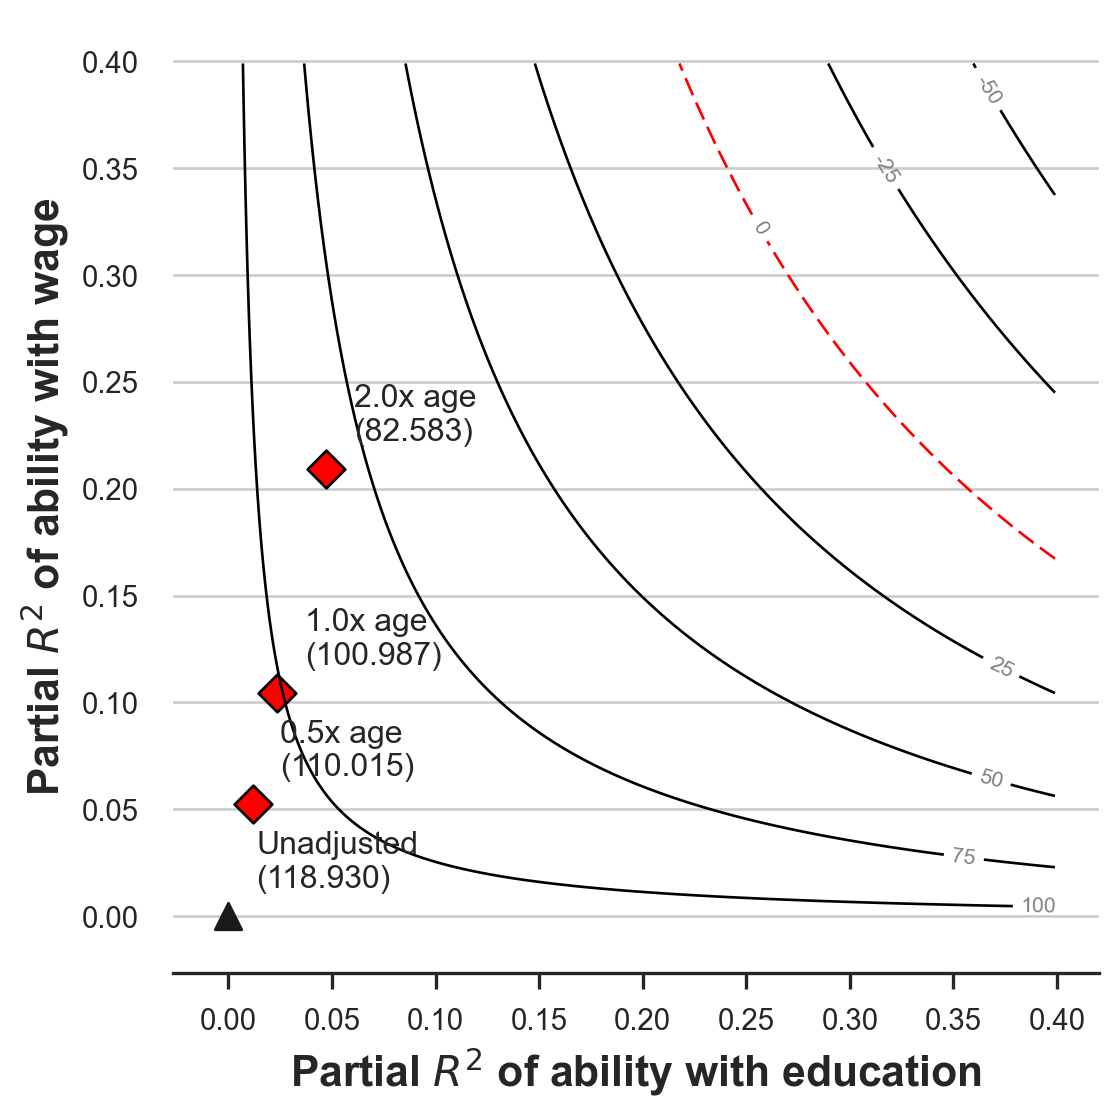 0.40
-50
0.35
-25
0
0.30
0.25
2.0x age
(82.583)
0.20
0.15
1.0x age
(100.987)
25
0.10
0.5x age
(110.015)
50
0.05
Unadjusted
(118.930)
75
100
0.00
Partial R² of ability with wage
0.00 0.05 0.10 0.15 0.20 0.25 0.30 0.35 0.40
Partial R² of ability with education